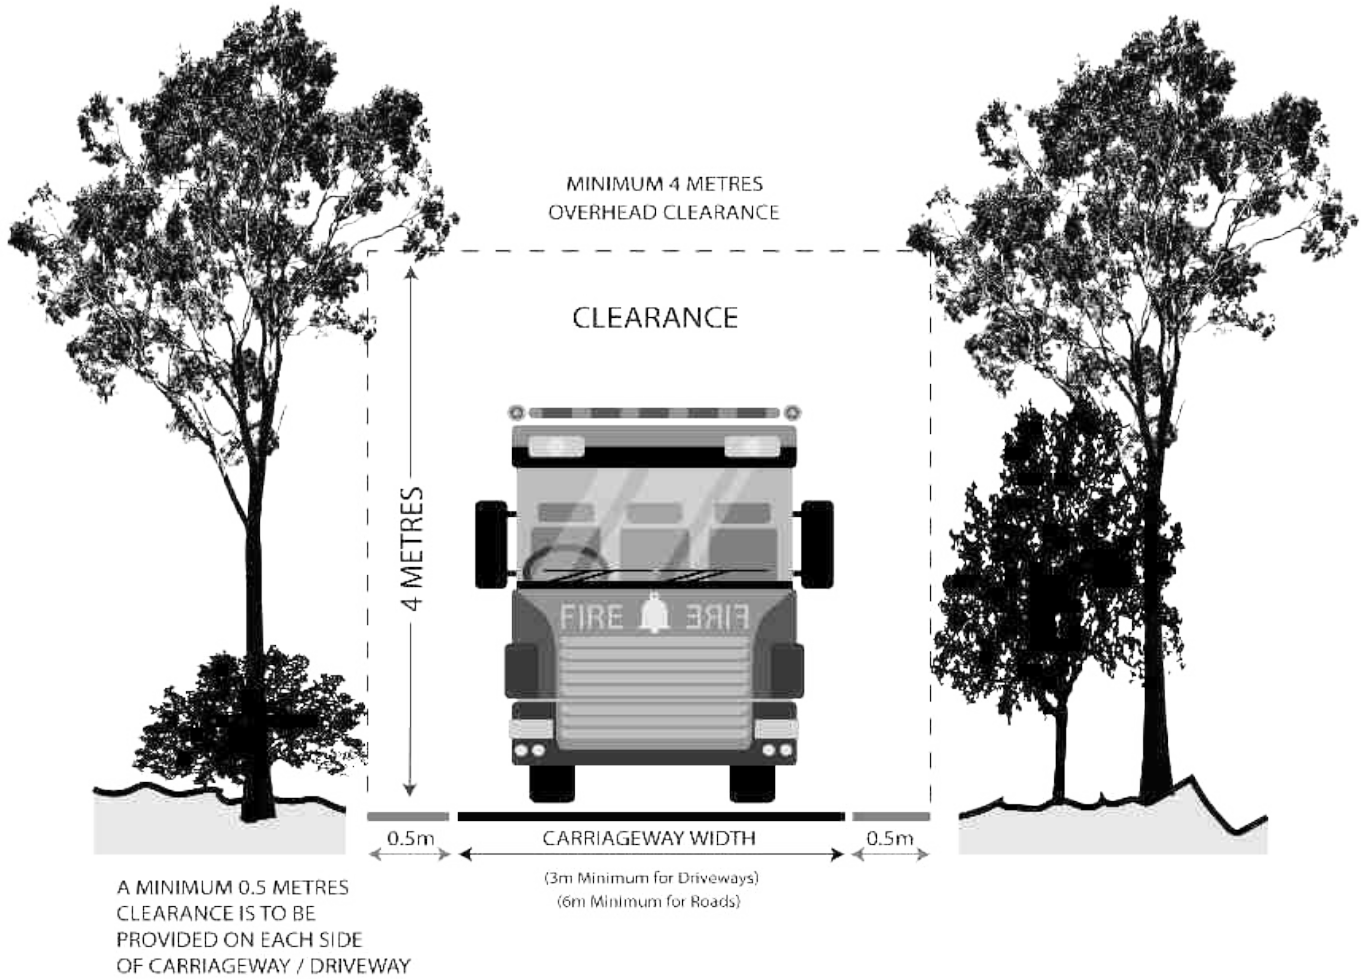 MINIMUM 4 METRES
OVERHEAD CLEARANCE
CLEARANCE
4 METRES
FIRE FIRE
0.5m
CARRIAGEWAY WIDTH
0.5m
(3m Minimum for Driveways)
(6m Minimum for Roads)
A MINIMUM 0.5 METRES
CLEARANCE IS TO BE
PROVIDED ON EACH SIDE
OF CARRIAGEWAY / DRIVEWAY